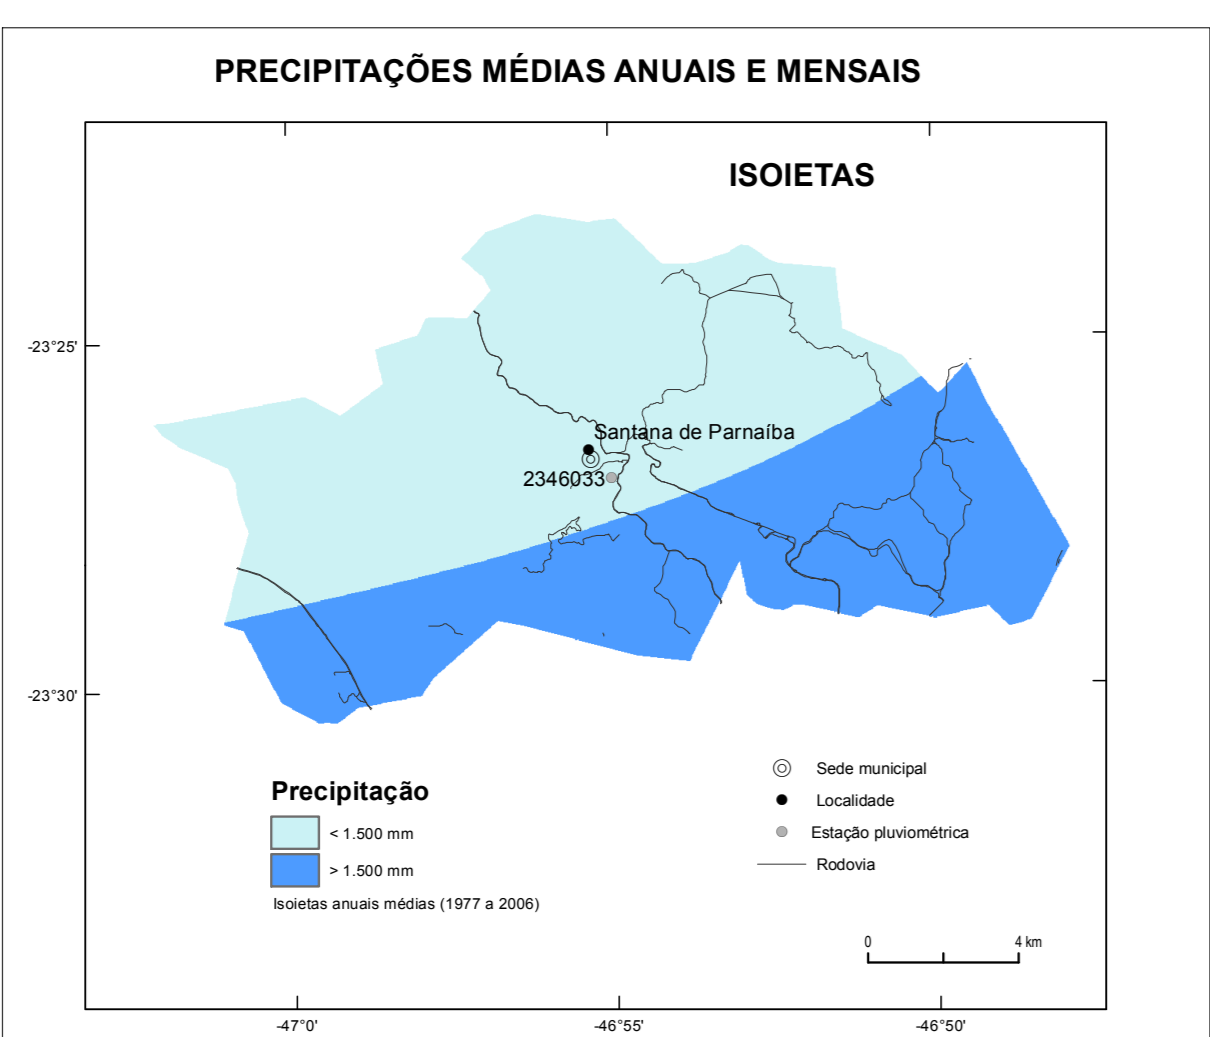 PRECIPITAÇÕES MÉDIAS ANUAIS E MENSAIS
ISOIETAS
-23°25'
Santana de Parnaíba
2346033
-23°30'
Precipitação
< 1.500 mm
> 1.500 mm
Isoietas anuais médias (1977 a 2006)
Sede municipal
Localidade
Estação pluviométrica
Rodovia
0 4 km
-47°0' -46°55' -46°50'